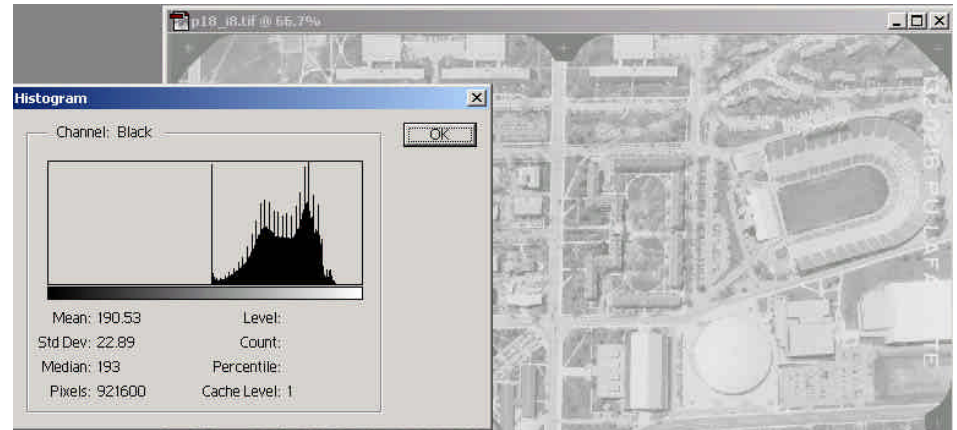 p18_i8.tif @ 66.7%
Histogram
Channel: Black
OK
Mean: 190.53
Level:
Std Dev: 22.89
Count:
Median: 193
Percentile:
Pixels: 921600
Cache Level: 1